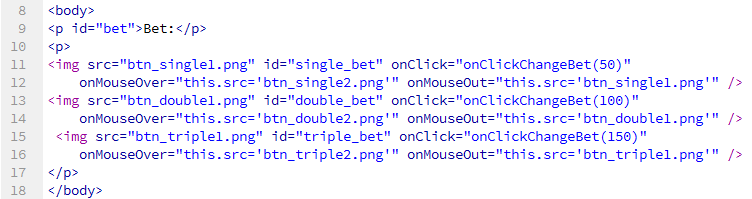 8 <body>
9 <p id="bet">Bet:</p>
10 <p>
11 <img src="btn_single1.png" id="single_bet" onClick="onClickChangeBet(50)"
12 onMouseOver="this.src='btn_single2.png'" onMouseOut="this.src='btn_single1.png'" />
13 <img src="btn_double1.png" id="double_bet" onClick="onClickChangeBet(100)"
14 onMouseOver="this.src='btn_double2.png'" onMouseOut="this.src='btn_double1.png'" />
15 <img src="btn_triple1.png" id="triple_bet" onClick="onClickChangeBet(150)"
16 onMouseOver="this.src='btn_triple2.png'" onMouseOut="this.src='btn_triple1.png'" />
17 </p>
18 </body>